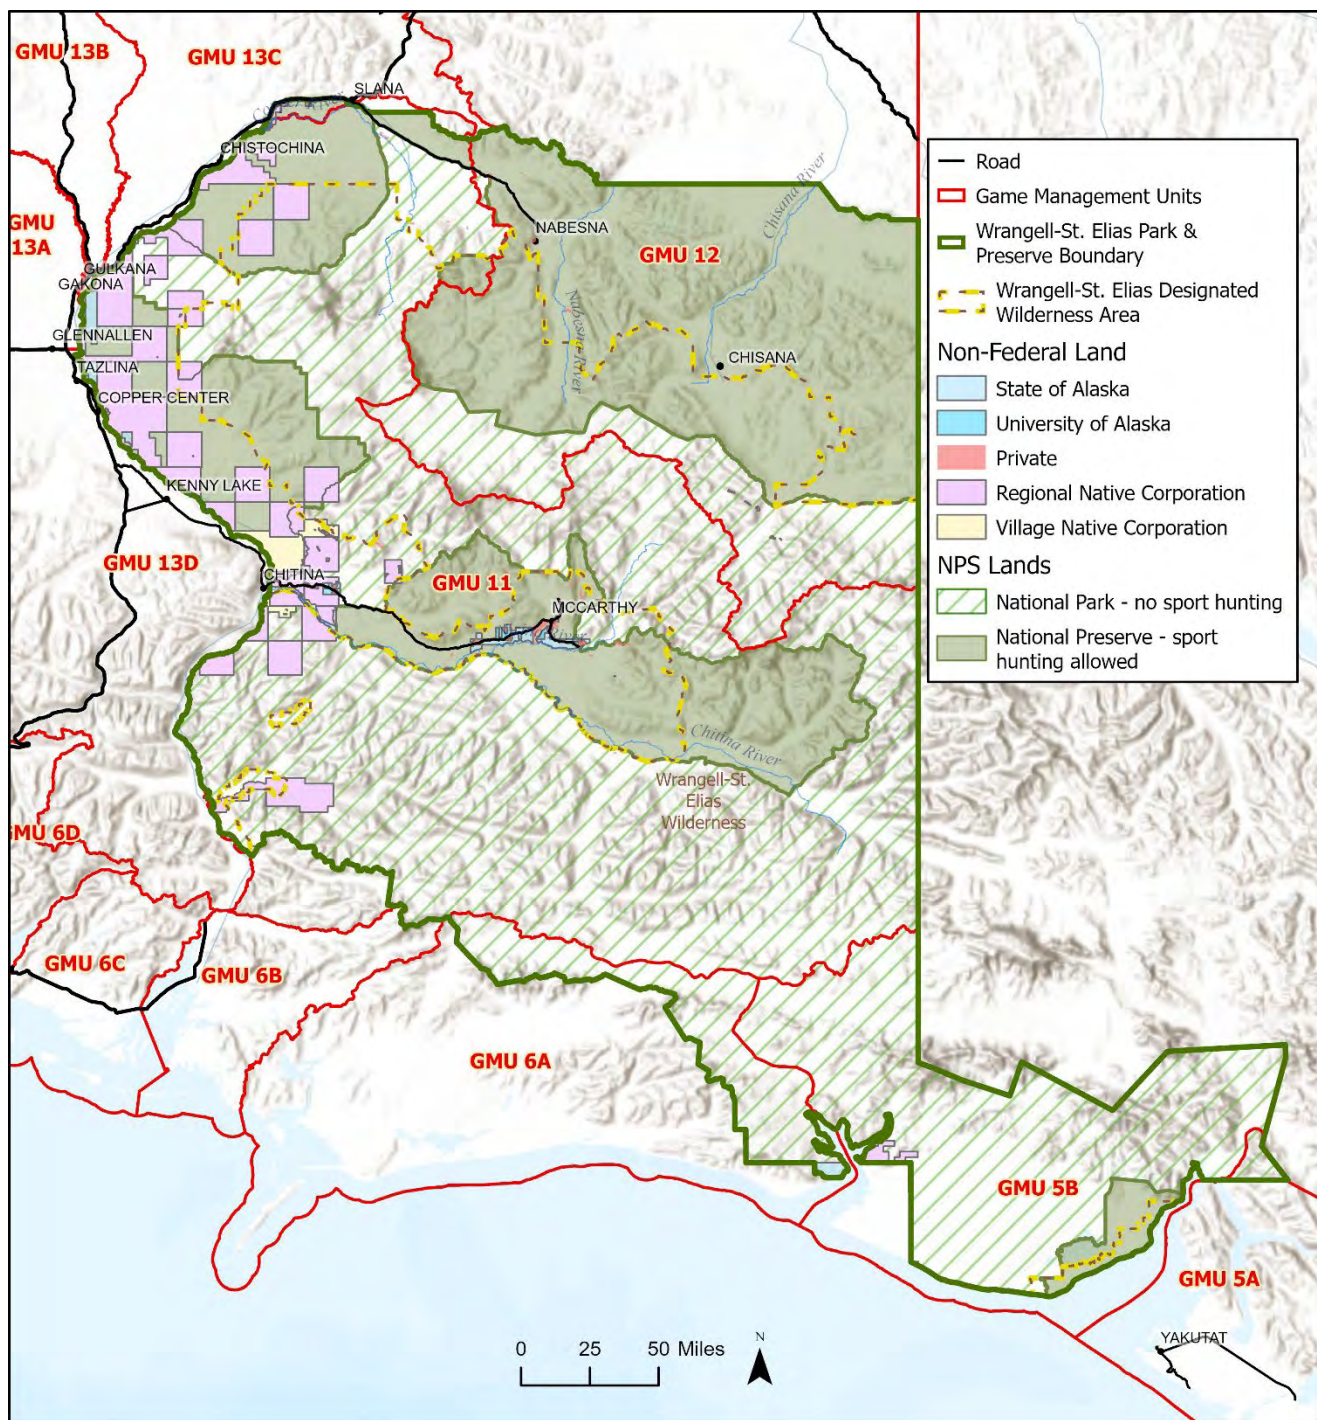 GMU 13B
GMU 13C
SLANA
Copper River
CHISTOCHINA
GMU
13A
NABESNA
GMU 12
Chisana River
GULKANA
GAKONA
Nabesna River
GLENNALLEN
TAZLINA
CHISANA
COPPER CENTER
KENNY LAKE
GMU 13D
CHITINA
GMU 11
MCCARTHY
River
Chitina River
Wrangell-St.
Elias
Wilderness
GMU 6D
GMU 6C
GMU 6B
GMU 6A
GMU 5B
GMU 5A
YAKUTAT
0 25 50 Miles
N
Road
Game Management Units
Wrangell-St. Elias Park &
Preserve Boundary
Wrangell-St. Elias Designated
Wilderness Area
Non-Federal Land
State of Alaska
University of Alaska
Private
Regional Native Corporation
Village Native Corporation
NPS Lands
National Park - no sport hunting
National Preserve - sport
hunting allowed